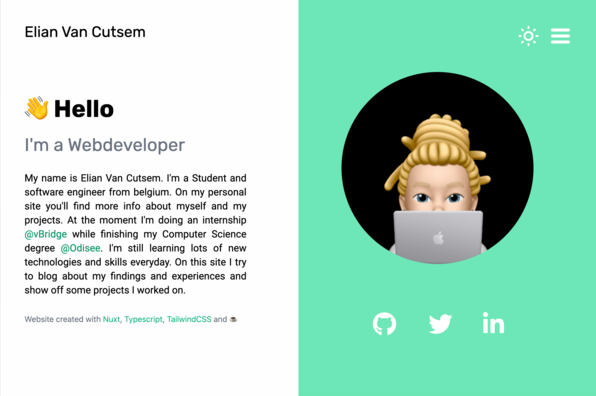 Elian Van Cutsem
👋 Hello
I'm a Webdeveloper
My name is Elian Van Cutsem. I'm a Student and
software engineer from belgium. On my personal
site you'll find more info about myself and my
projects. At the moment I'm doing an internship
@vBridge while finishing my Computer Science
degree @Odisee. I'm still learning lots of new
technologies and skills everyday. On this site I try
to blog about my findings and experiences and
show off some projects I worked on.
Website created with Nuxt, Typescript, TailwindCSS and ☕
in